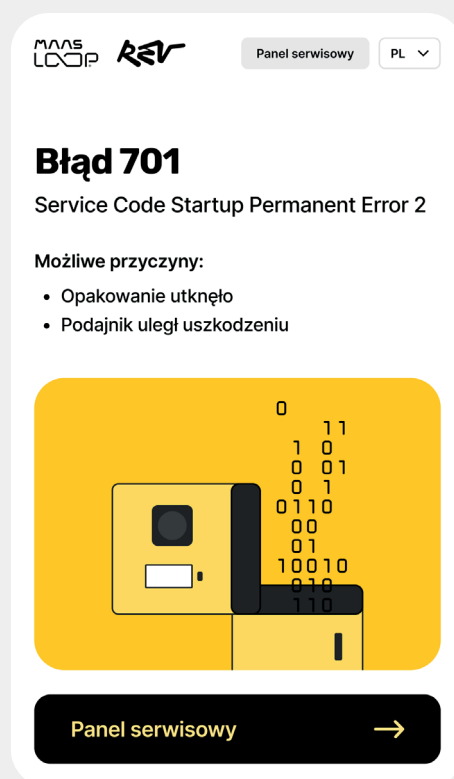 MAAS
LOOP
REV
Panel serwisowy
PL
Błąd 701
Service Code Startup Permanent Error 2
Możliwe przyczyny:
Opakowanie utknęło
Podajnik uległ uszkodzeniu
0
11
1 0
0 01
0 1
0110
00
01
10010
010
110
Panel serwisowy